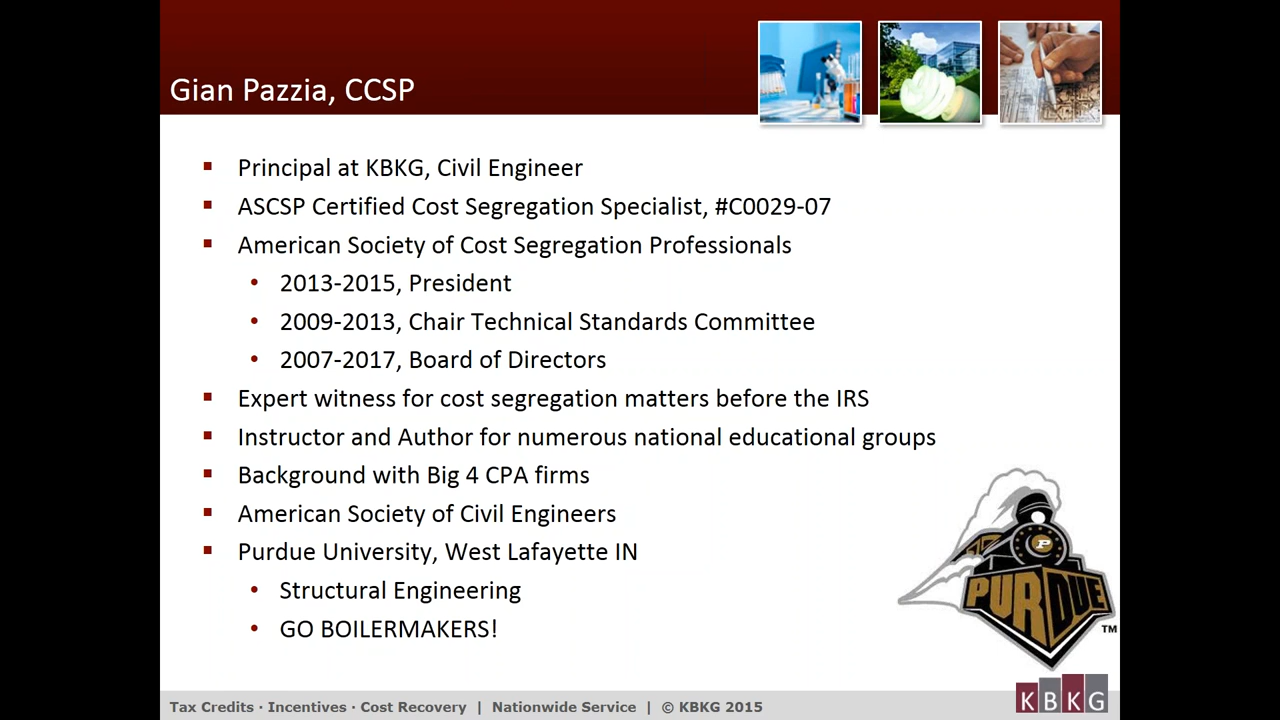 Gian Pazzia, CCSP
▪ Principal at KBKG, Civil Engineer
▪ ASCSP Certified Cost Segregation Specialist, #C0029-07
▪ American Society of Cost Segregation Professionals
• 2013-2015, President
• 2009-2013, Chair Technical Standards Committee
• 2007-2017, Board of Directors
▪ Expert witness for cost segregation matters before the IRS
▪ Instructor and Author for numerous national educational groups
▪ Background with Big 4 CPA firms
▪ American Society of Civil Engineers
▪ Purdue University, West Lafayette IN
• Structural Engineering
• GO BOILERMAKERS!
P
PURDUE
TM
Tax Credits · Incentives · Cost Recovery | Nationwide Service | © KBKG 2015
KBKG